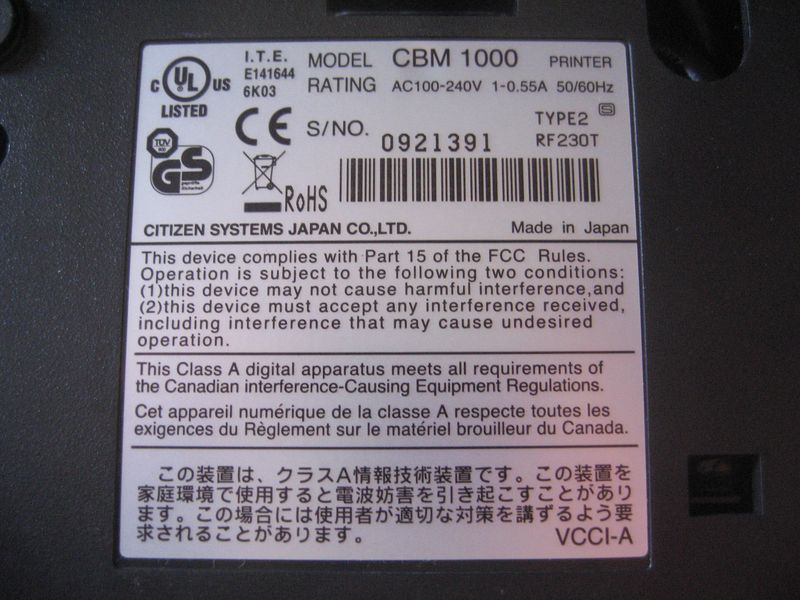 I.T.E.
E141644
6K03
C UL US
LISTED
MODEL CBM 1000 PRINTER
RATING AC100-240V 1-0.55A 50/60Hz
CE S/NO. 0921391
TYPE2 S
RF230T
TÜV
GS
geprüfte
Sicherheit
RoHS
CITIZEN SYSTEMS JAPAN CO.,LTD. Made in Japan
This device complies with Part 15 of the FCC Rules.
Operation is subject to the following two conditions:
(1)this device may not cause harmful interference,and
(2)this device must accept any interference received,
including interference that may cause undesired
operation.
This Class A digital apparatus meets all requirements of
the Canadian interference-Causing Equipment Regulations.
Cet appareil numérique de la classe A respecte toutes les
exigences du Règlement sur le matériel brouilleur du Canada.
この装置は、クラスA情報技術装置です。この装置を
家庭環境で使用すると電波妨害を引き起こすことがあり
ます。この場合には使用者が適切な対策を講ずるよう要
求されることがあります。 VCCI-A